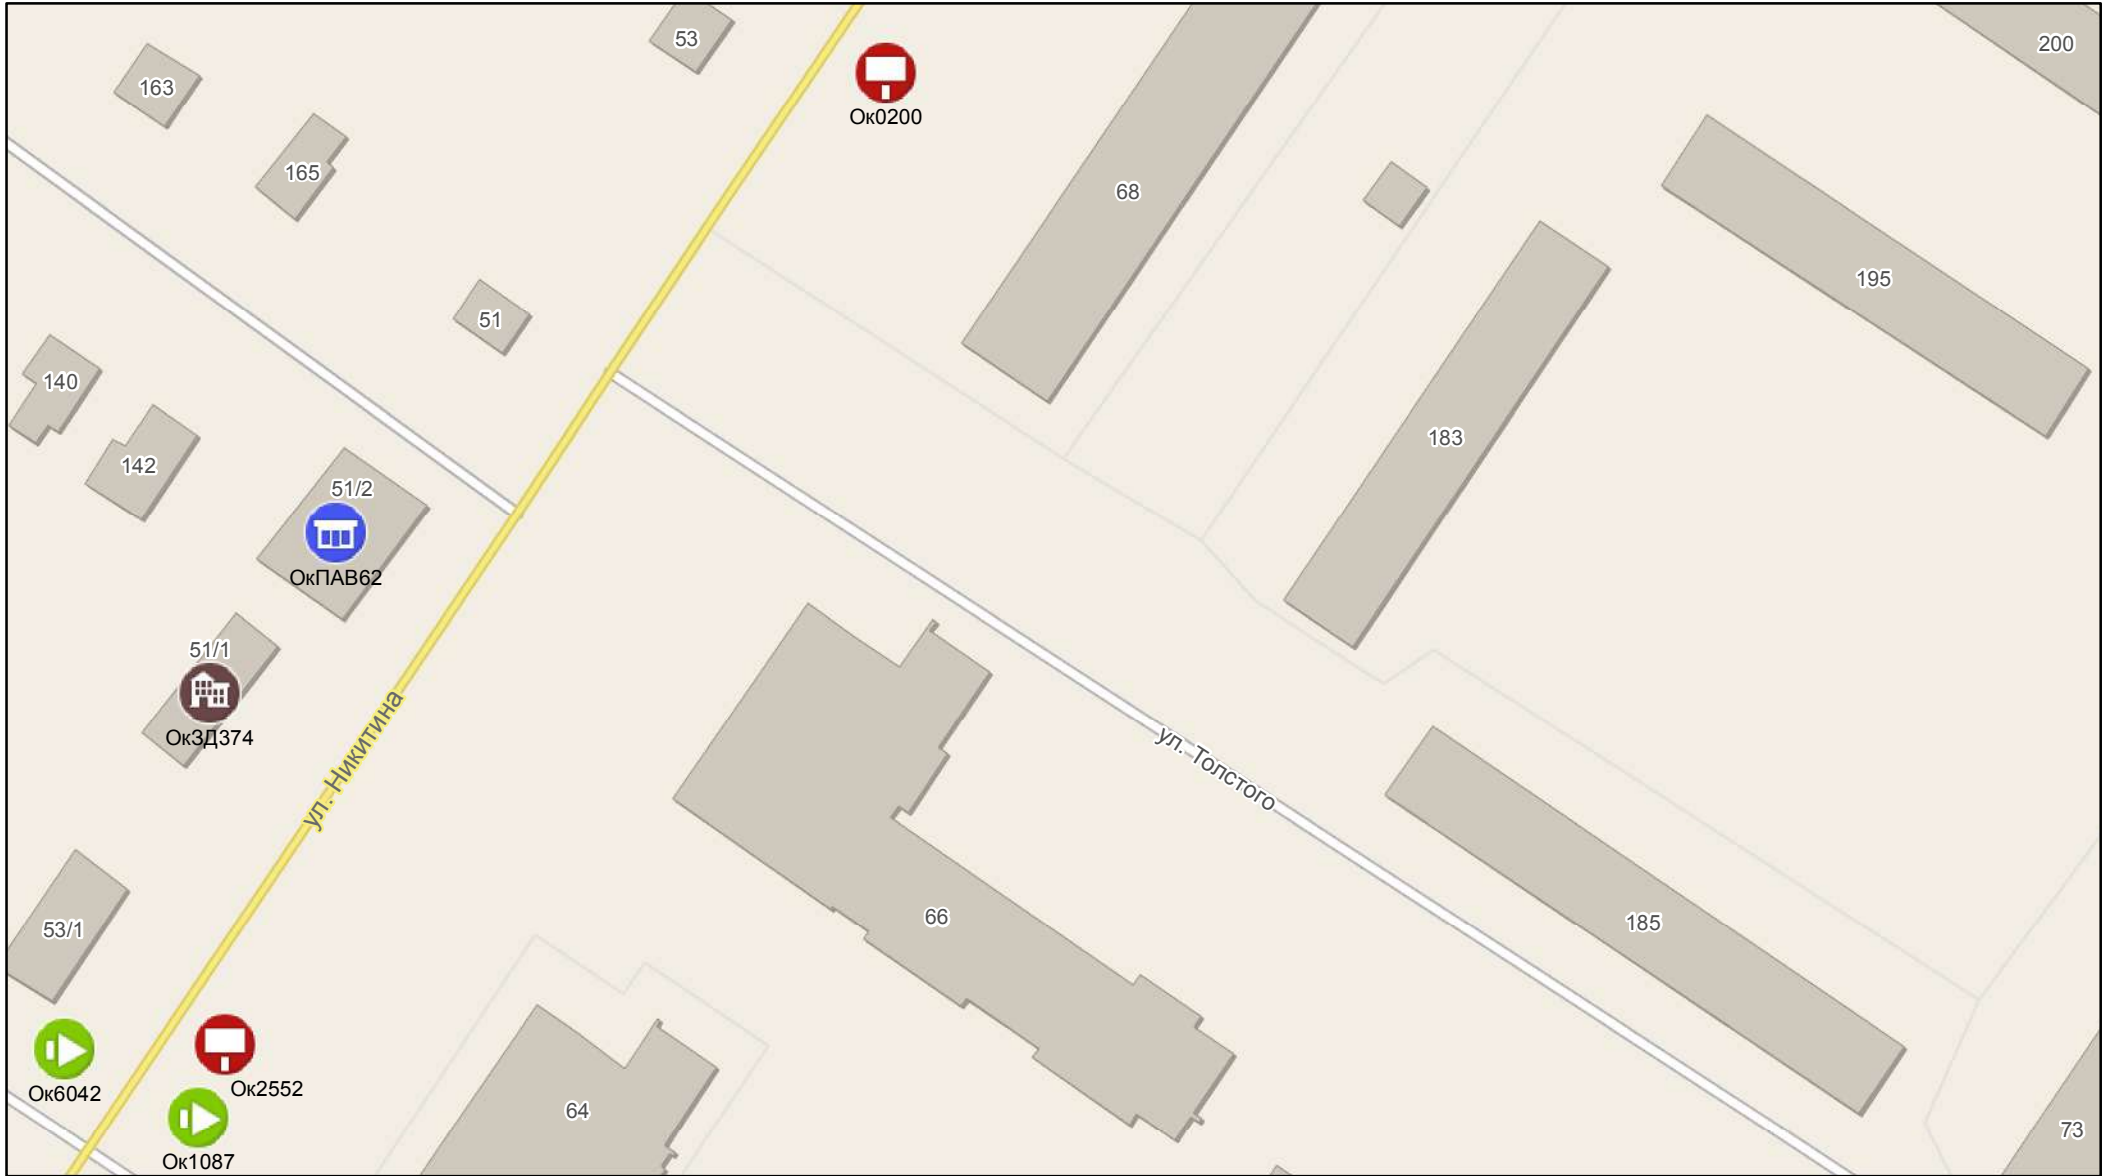 53
200
163
Ок0200
165
68
195
51
140
183
142
51/2
ОкПАВ62
51/1
ОкЗД374
ул. Никитина
ул. Толстого
66
185
53/1
Ок6042
Ок2552
64
73
Ок1087